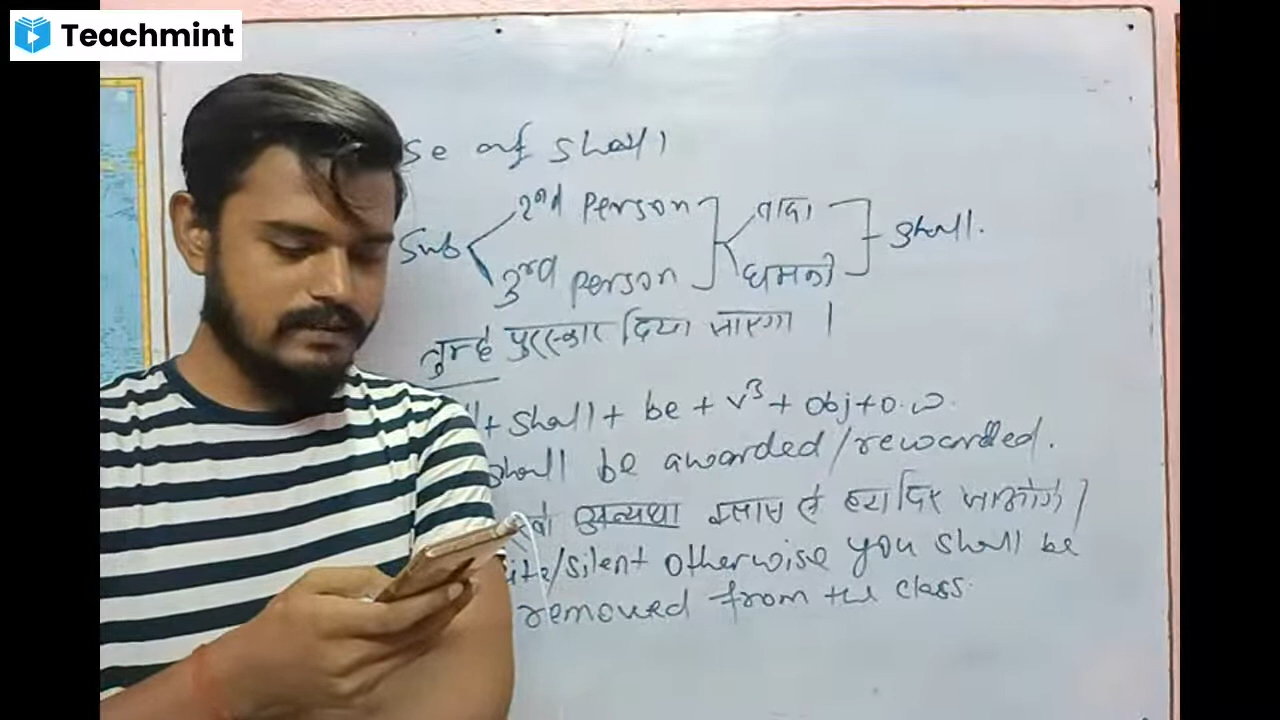 Teachmint
se of shall
Sub 2nd person वादा shall.
3rd person धमकी
तुम्हे पुरस्कार दिया जाएगा ।
+ shall + be + v3 + obj + o.w.
shall be awarded/rewarded.
अन्यथा क्लास से हटा दिए जाओगे ।
/silent otherwise you shall be
removed from the class.